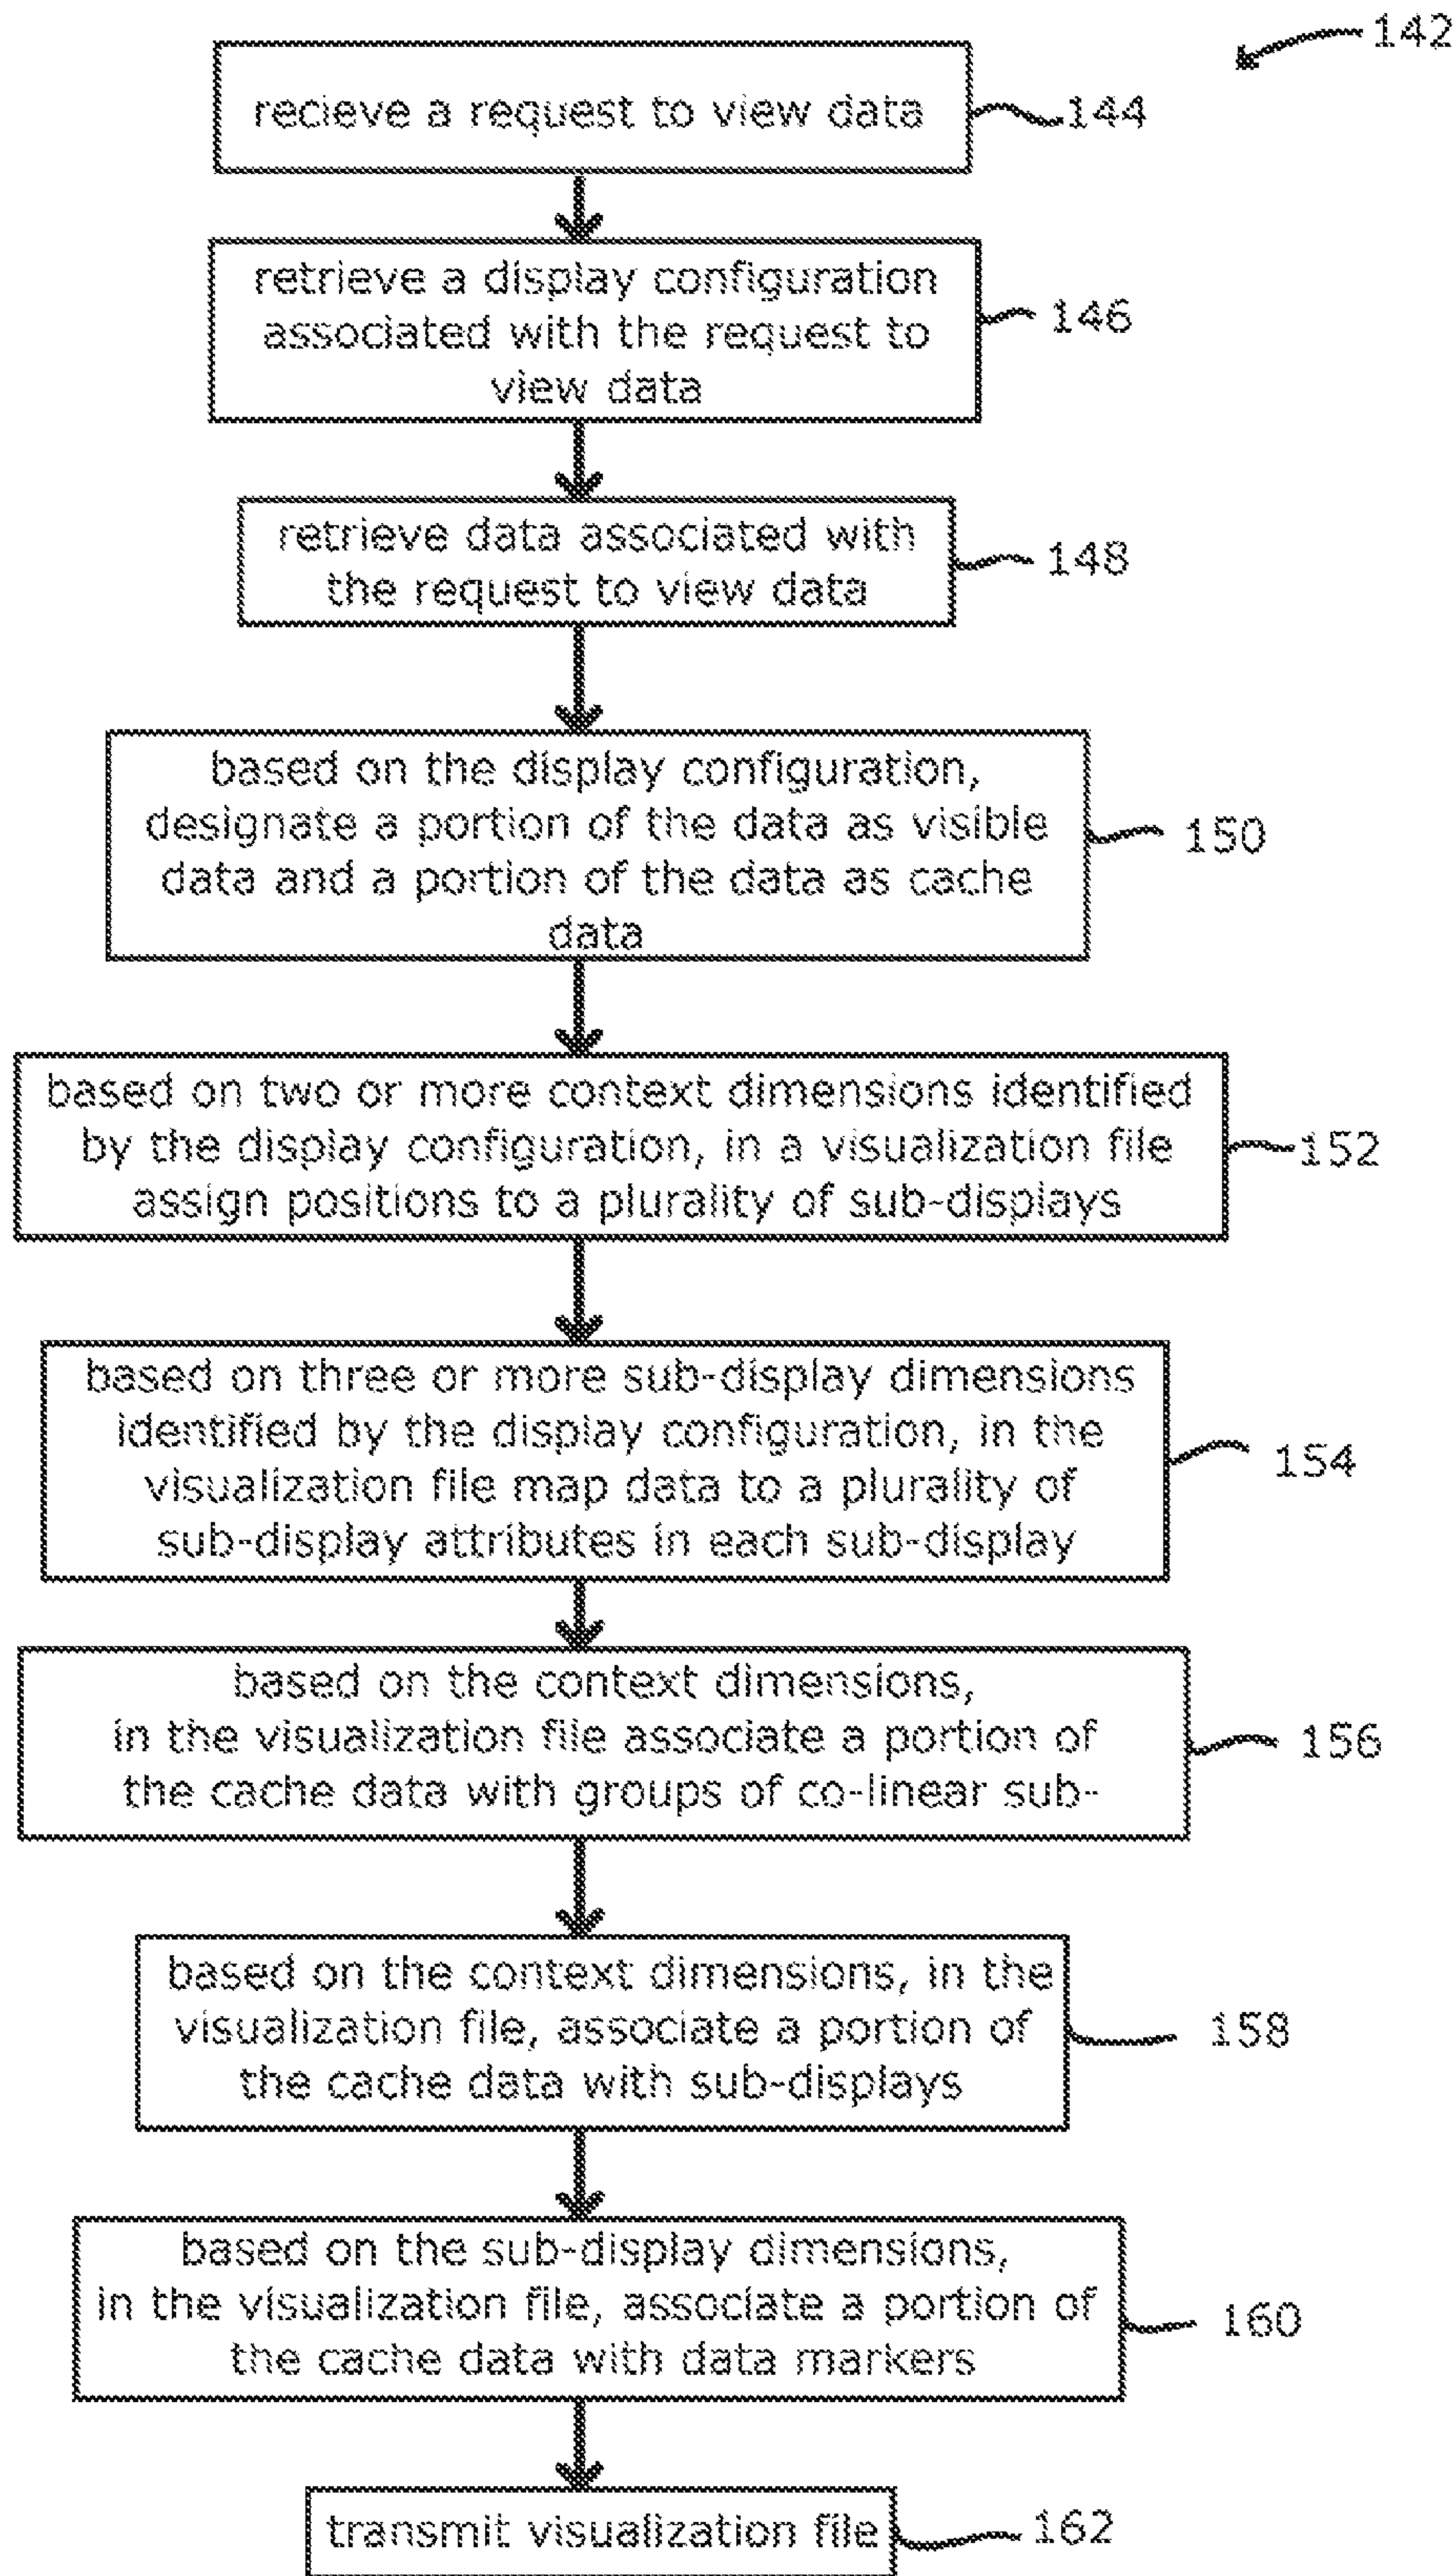 142
recieve a request to view data
144
retrieve a display configuration
associated with the request to
view data
146
retrieve data associated with
the request to view data
148
based on the display configuration,
designate a portion of the data as visible
data and a portion of the data as cache
data
150
based on two or more context dimensions identified
by the display configuration, in a visualization file
assign positions to a plurality of sub-displays
152
based on three or more sub-display dimensions
identified by the display configuration, in the
visualization file map data to a plurality of
sub-display attributes in each sub-display
154
based on the context dimensions,
in the visualization file associate a portion of
the cache data with groups of co-linear sub-
156
based on the context dimensions, in the
visualization file, associate a portion of
the cache data with sub-displays
158
based on the sub-display dimensions,
in the visualization file, associate a portion of
the cache data with data markers
160
transmit visualization file
162